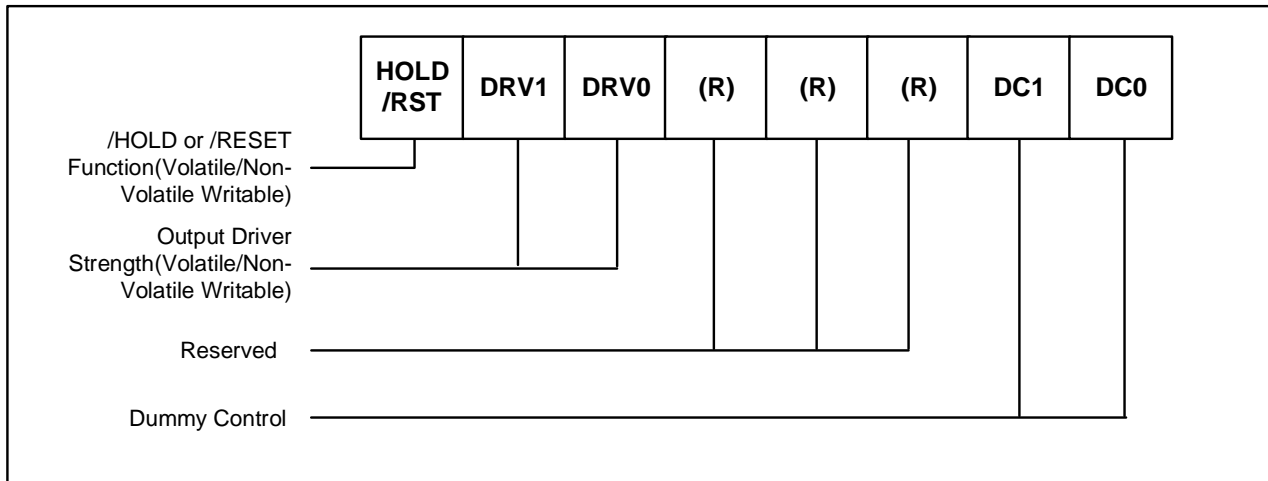 HOLD
/RST
DRV1
DRV0
(R)
(R)
(R)
DC1
DC0
/HOLD or /RESET
Function(Volatile/Non-
Volatile Writable)
Output Driver
Strength(Volatile/Non-
Volatile Writable)
Reserved
Dummy Control